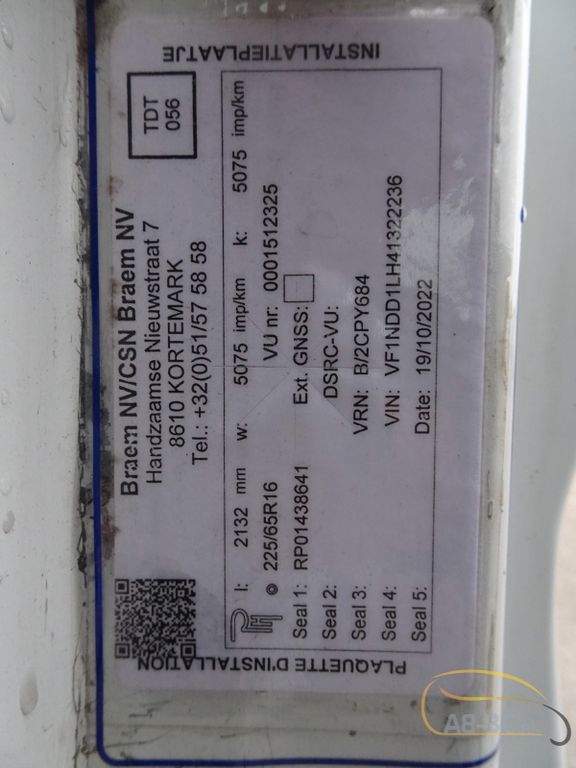 INSTALLATIEPLAATJE
Braem NV/CSN Braem NV
Handzaamse Nieuwstraat 7
8610 KORTEMARK
Tel.: +32(0)51/57 58 58
TDT
056
l: 2132 mm w: 5075 imp/km k: 5075 imp/km
225/65R16 VU nr: 0001512325
Seal 1: RP01438641 Ext. GNSS:
Seal 2: DSRC-VU:
Seal 3: VRN: B/2CPY684
Seal 4: VIN: VF1NDD1LH41322236
Seal 5: Date: 19/10/2022
PLAQUETTE D'INSTALLATION